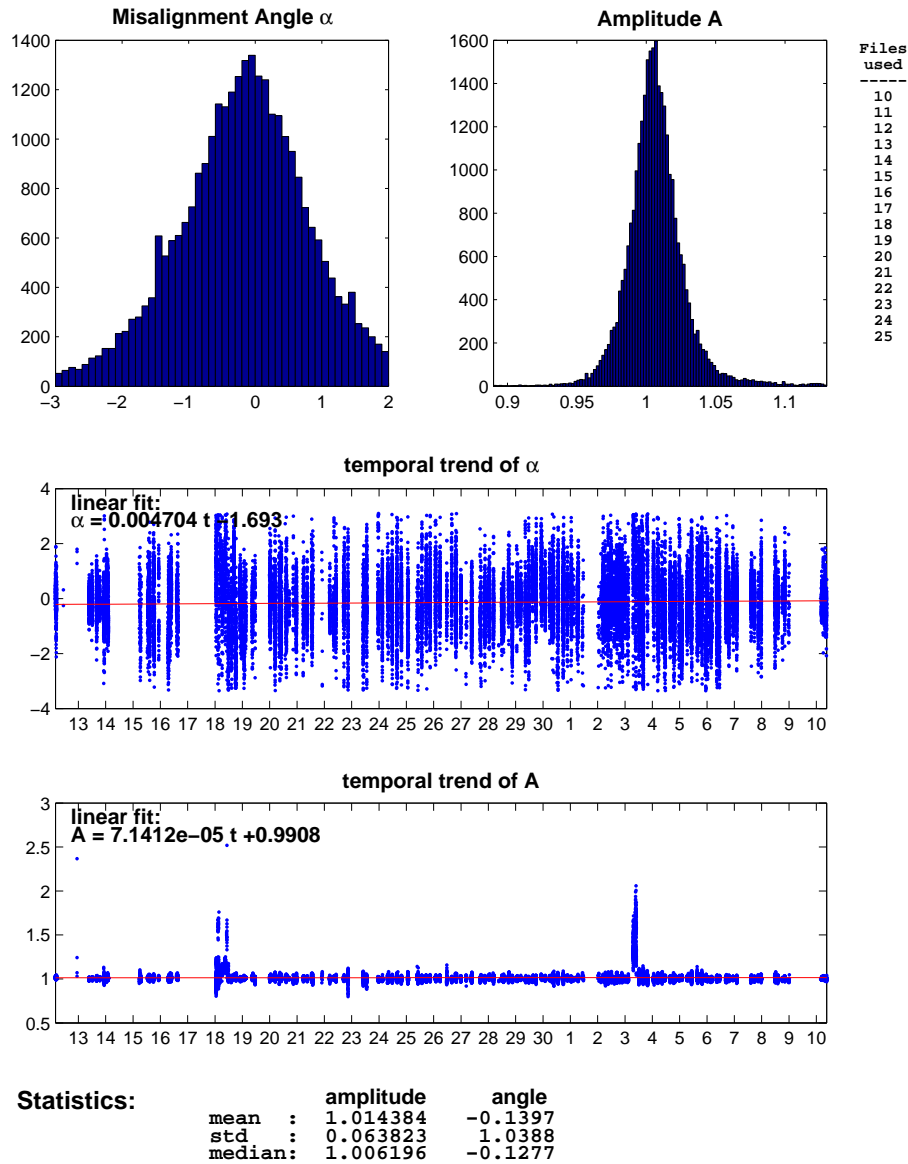 Misalignment Angle α
1400
1200
1000
800
600
400
200
0
−3 −2 −1 0 1 2
Amplitude A
1600
1400
1200
1000
800
600
400
200
0
0.9 0.95 1 1.05 1.1
Files
used
-----
10
11
12
13
14
15
16
17
18
19
20
21
22
23
24
25
temporal trend of α
linear fit:
α = 0.004704 t −1.693
4
2
0
−2
−4
13 14 15 16 17 18 19 20 21 22 23 24 25 26 27 28 29 30 1 2 3 4 5 6 7 8 9 10
temporal trend of A
linear fit:
A = 7.1412e−05 t +0.9908
3
2.5
2
1.5
1
0.5
13 14 15 16 17 18 19 20 21 22 23 24 25 26 27 28 29 30 1 2 3 4 5 6 7 8 9 10
Statistics:
amplitude angle
mean : 1.014384 −0.1397
std : 0.063823 1.0388
median: 1.006196 −0.1277